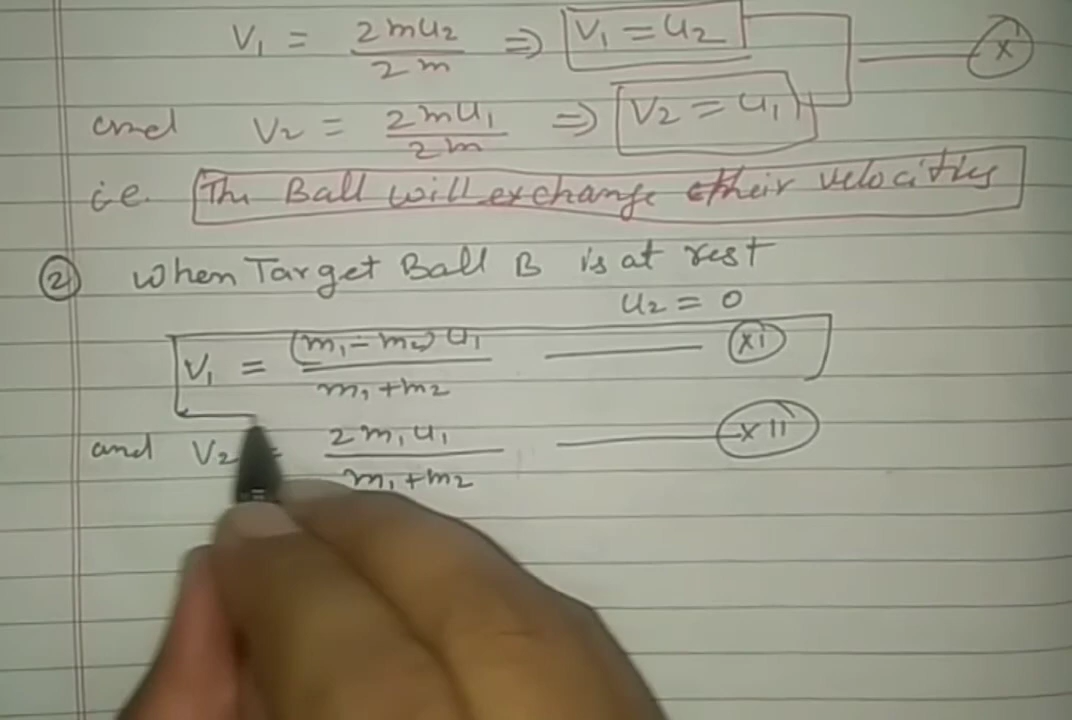 V₁ = 2mu₂/2m ⇒ V₁ = u₂ —— (X)
and V₂ = 2mu₁/2m ⇒ V₂ = u₁
i.e. The Ball will exchange their velocities
(2) When Target Ball B is at rest
u₂ = 0
V₁ = (m₁ - m₂) u₁/m₁ + m₂ —— (XI)
and V₂ = 2m₁u₁/m₁ + m₂ —— (XII)